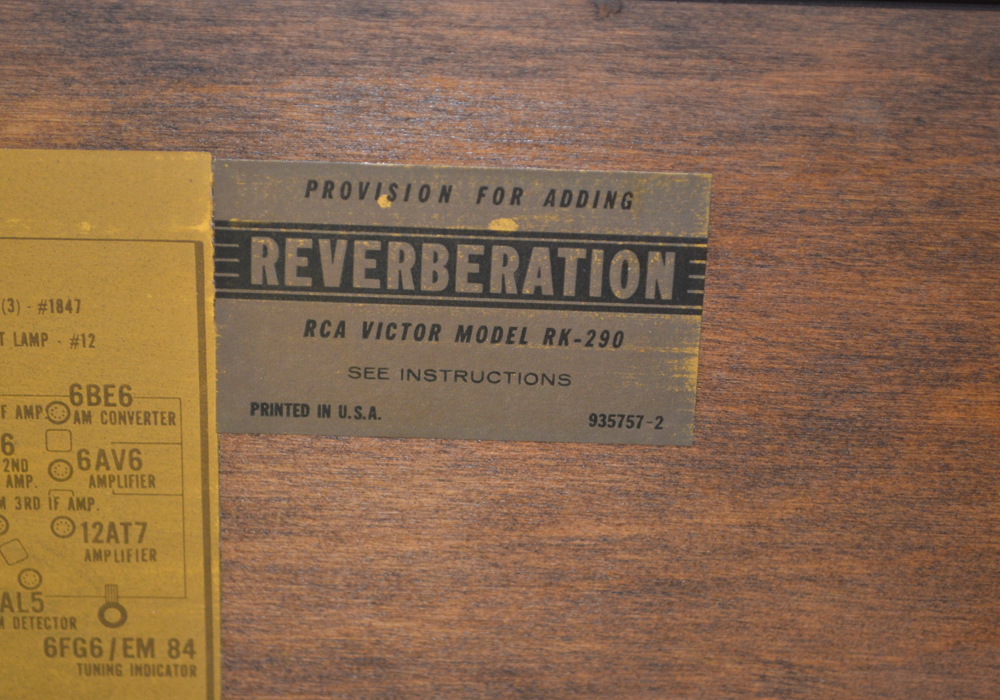 PROVISION FOR ADDING
REVERBERATION
RCA VICTOR MODEL RK-290
SEE INSTRUCTIONS
PRINTED IN U.S.A. 935757-2
(3) - #1847
T LAMP - #12
6BE6
F AMP. AM CONVERTER
6
2ND 6AV6
AMP. AMPLIFIER
M 3RD IF AMP.
12AT7
AMPLIFIER
AL5
M DETECTOR
6FG6/EM 84
TUNING INDICATOR